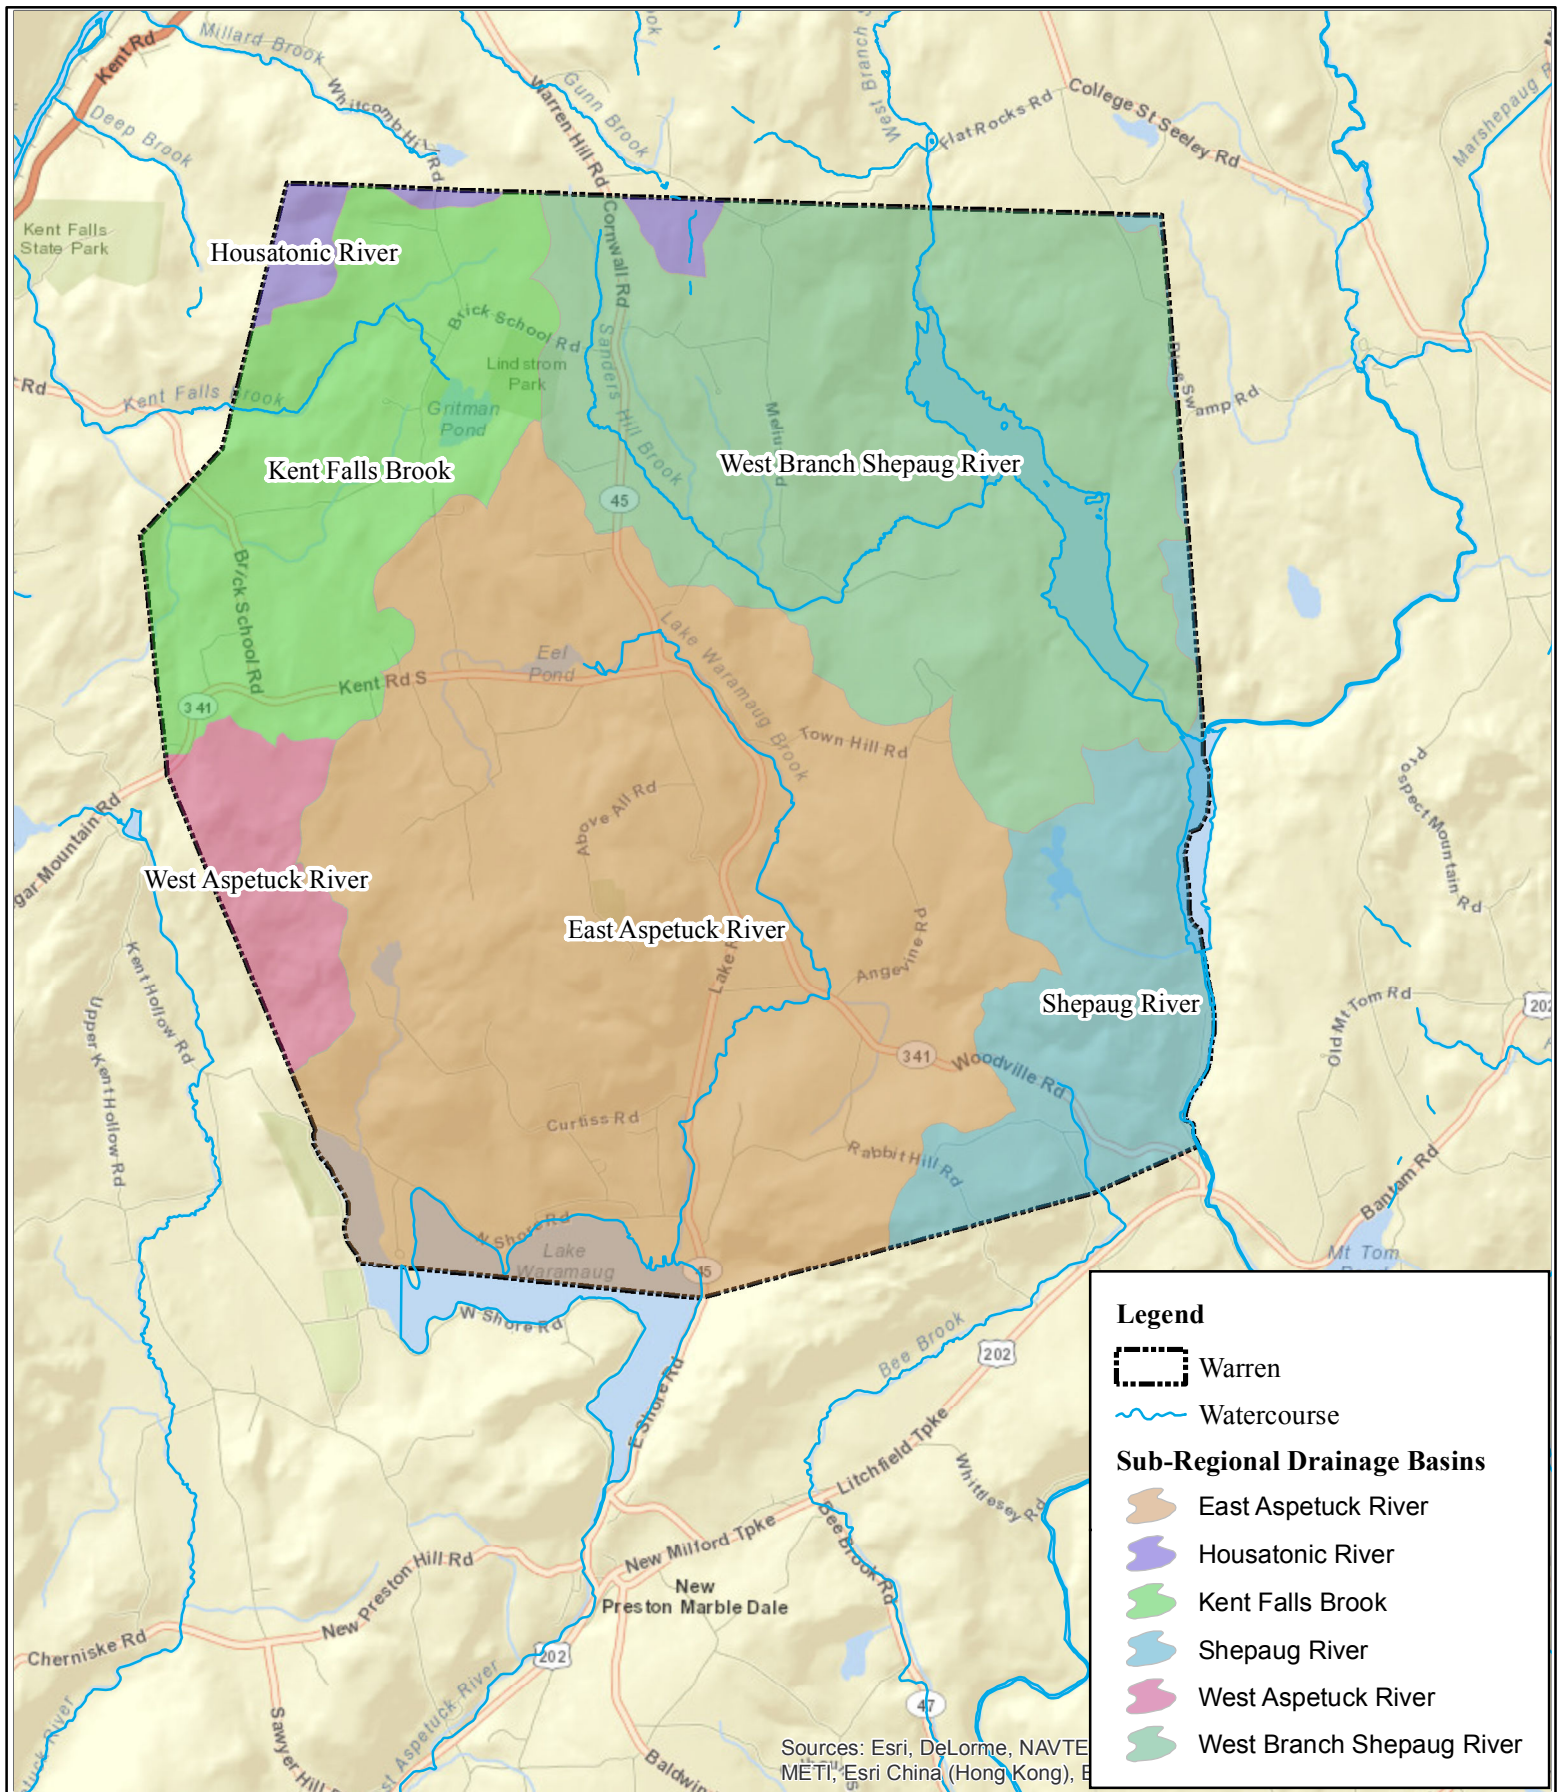 Kent Rd
Millard Brook
Whitcomb Hill Rd
Deep Brook
Gunn Brook
Warren Hill Rd
West Branch
Flat Rocks Rd
College St Seeley Rd
Kent Falls
State Park
Housatonic River
Cornwall Rd
Brick School Rd
Lindstrom
Park
Sanders Hill Brook
Rd
Kent Falls Brook
Gritman
Pond
Kent Falls Brook
West Branch Shepaug River
45
Brick School Rd
Lake Waramaug Brook
Eel
Pond
Kent Rd S
341
Town Hill Rd
Above All Rd
West Aspetuck River
East Aspetuck River
Angevine Rd
Kent Hollow Rd
Upper Kent Hollow Rd
Shepaug River
Old Mt Tom Rd
202
341
Woodville Rd
Curtiss Rd
Rabbit Hill Rd
Bantam Rd
N Shore Rd
Lake
Waramaug
45
Mt Tom
W Shore Rd
E Shore Rd
Bee Brook
202
Litchfield Tpke
Whittlesey Rd
Bee Brook Rd
New Milford Tpke
New
Preston Marble Dale
New Preston Hill Rd
Cherniske Rd
202
47
Legend
Warren
Watercourse
Sub-Regional Drainage Basins
East Aspetuck River
Housatonic River
Kent Falls Brook
Shepaug River
West Aspetuck River
West Branch Shepaug River
Sources: Esri, DeLorme, NAVTE
METI, Esri China (Hong Kong), E